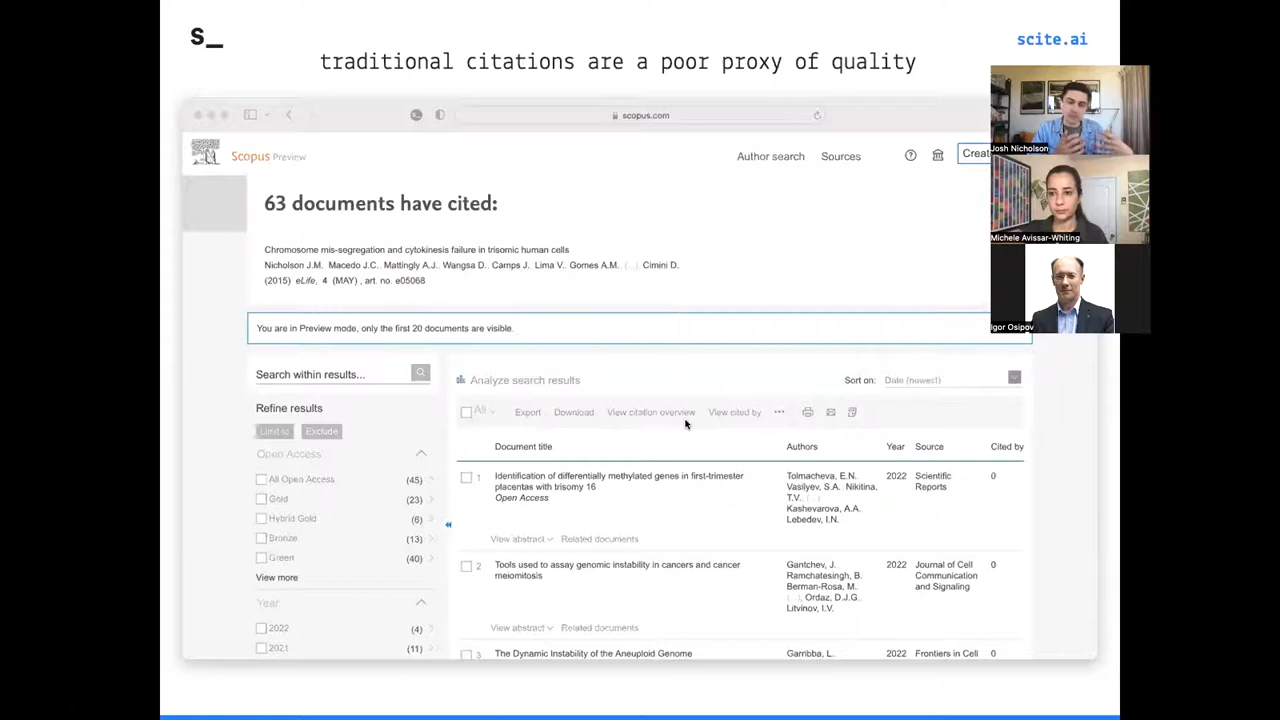 s_
scite.ai
traditional citations are a poor proxy of quality
scopus.com
Scopus Preview
Author search
Sources
Josh Nicholson
63 documents have cited:
Michele Avissar-Whiting
Chromosome mis-segregation and cytokinesis failure in trisomic human cells
Nicholson J.M. Macedo J.C. Mattingly A.J. Wangsa D. Camps J. Lima V. Gomes A.M. (...) Cimini D.
(2015) eLife, 4 (MAY) , art. no. e05068
Igor Osipov
You are in Preview mode, only the first 20 documents are visible.
Search within results...
Analyze search results
Sort on: Date (newest)
Refine results
All Export Download View citation overview View cited by ...
Limit to Exclude
Document title Authors Year Source Cited by
Open Access
All Open Access (45)
Gold (23)
Hybrid Gold (6)
Bronze (13)
Green (40)
View more
Year
2022 (4)
2021 (11)
1 Identification of differentially methylated genes in first-trimester
placentas with trisomy 16
Open Access
Tolmacheva, E.N.
Vasilyev, S.A. Nikitina,
T.V. (...)
Kashevarova, A.A.
Lebedev, I.N.
2022 Scientific
Reports
0
View abstract Related documents
2 Tools used to assay genomic instability in cancers and cancer
meiomitosis
Gantchev, J.
Ramchatesingh, B.
Berman-Rosa, M.
(...) Ordaz, D.J.G.
Litvinov, I.V.
2022 Journal of Cell
Communication
and Signaling
0
View abstract Related documents
3 The Dynamic Instability of the Aneuploid Genome
Garribba, L.
2022 Frontiers in Cell
0